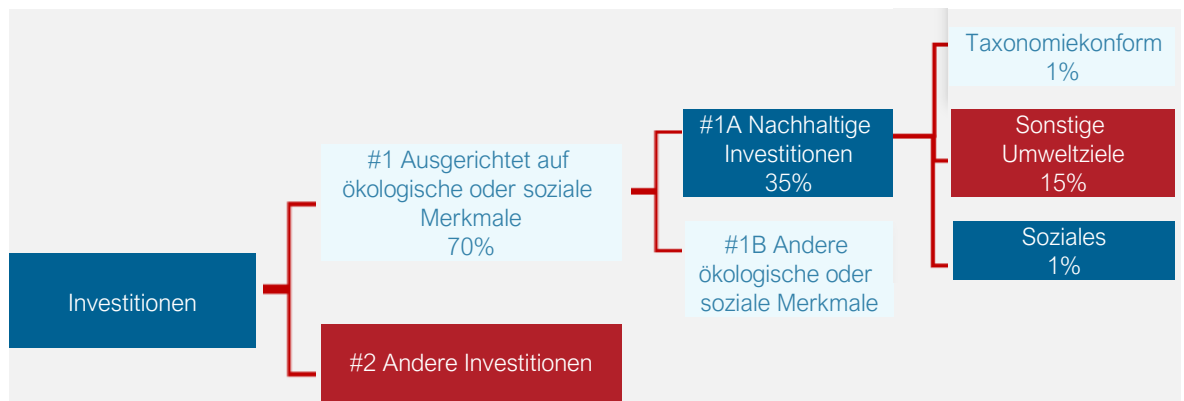 Investitionen
#1 Ausgerichtet auf
ökologische oder soziale
Merkmale
70%
#2 Andere Investitionen
#1A Nachhaltige
Investitionen
35%
#1B Andere
ökologische oder
soziale Merkmale
Taxonomiekonform
1%
Sonstige
Umweltziele
15%
Soziales
1%